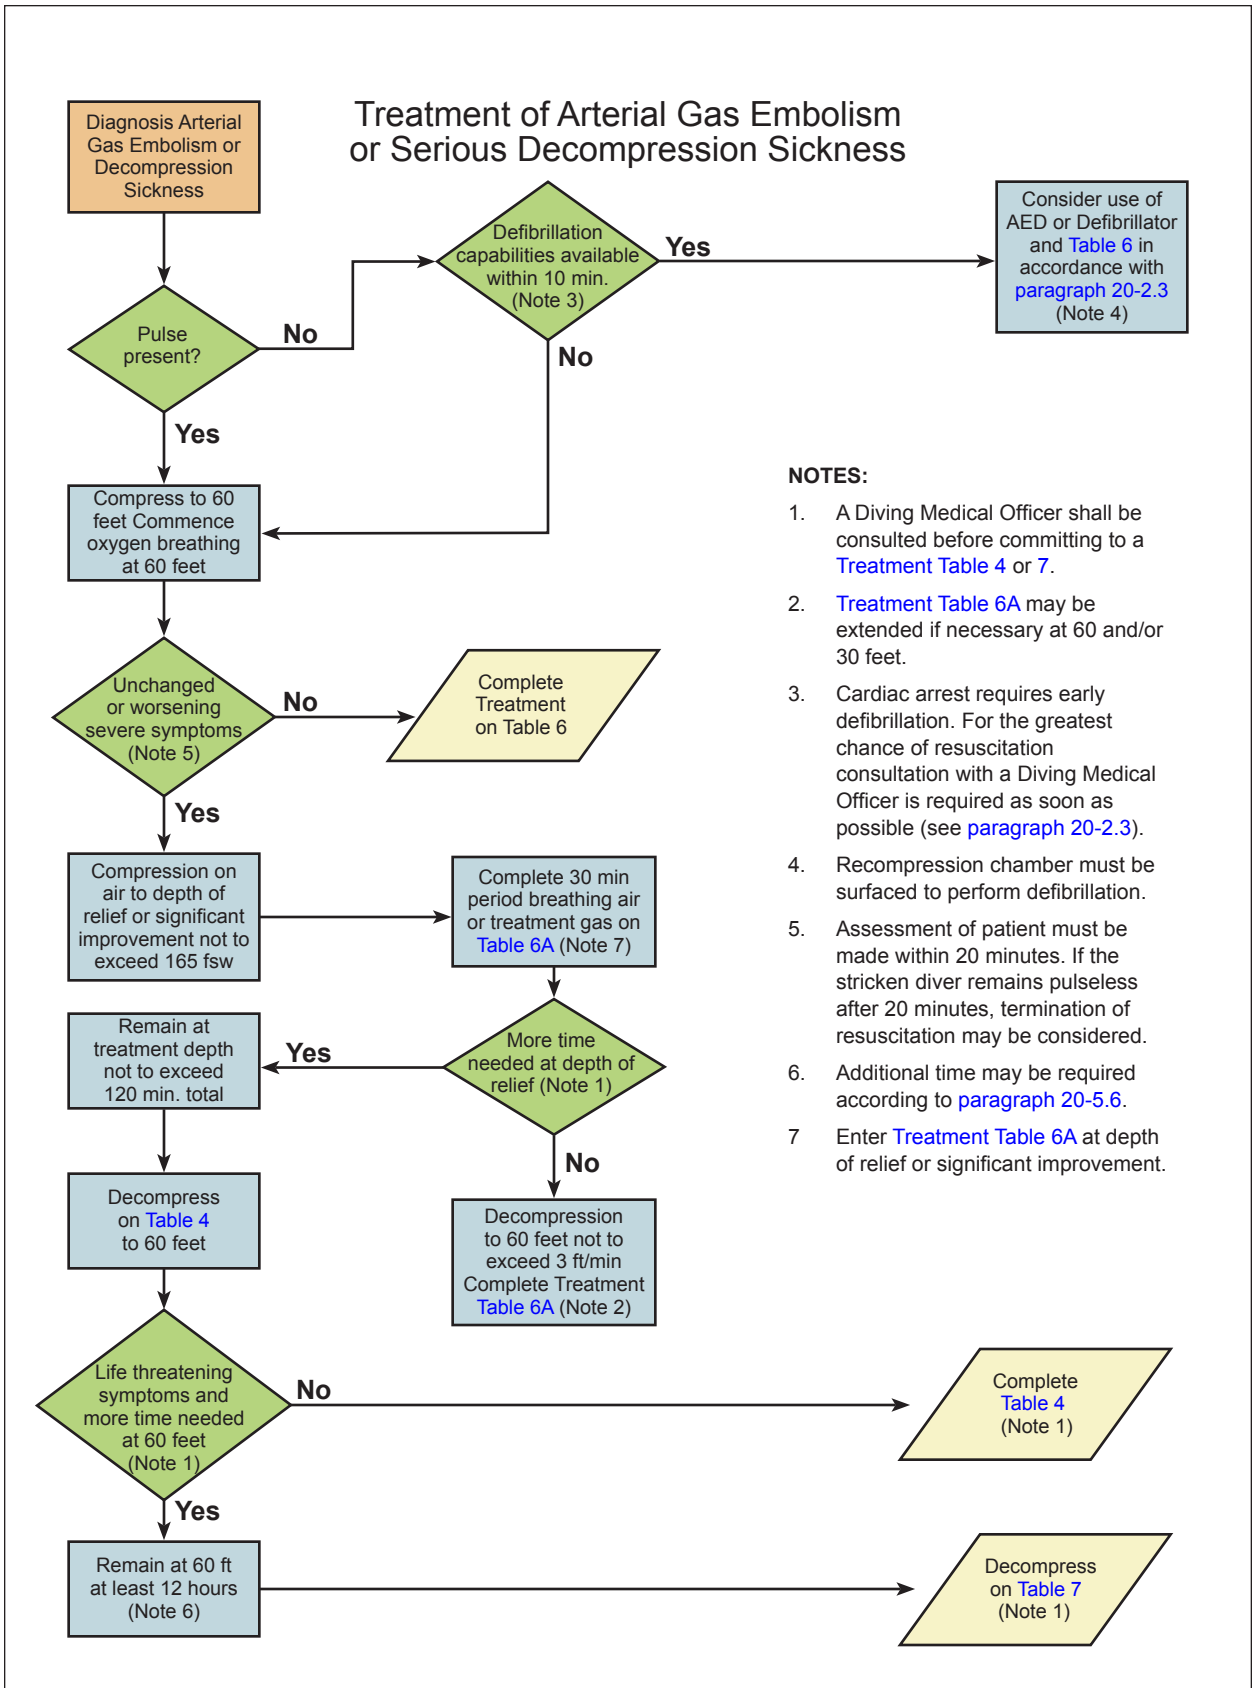 Treatment of Arterial Gas Embolism
or Serious Decompression Sickness
Diagnosis Arterial
Gas Embolism or
Decompression
Sickness
Pulse
present?
No
Yes
Defibrillation
capabilities available
within 10 min.
(Note 3)
Yes
No
Consider use of
AED or Defibrillator
and Table 6 in
accordance with
paragraph 20-2.3
(Note 4)
Compress to 60
feet Commence
oxygen breathing
at 60 feet
Unchanged
or worsening
severe symptoms
(Note 5)
No
Yes
Complete
Treatment
on Table 6
Compression on
air to depth of
relief or significant
improvement not to
exceed 165 fsw
Complete 30 min
period breathing air
or treatment gas on
Table 6A (Note 7)
More time
needed at depth of
relief (Note 1)
Yes
No
Remain at
treatment depth
not to exceed
120 min. total
Decompression
to 60 feet not to
exceed 3 ft/min
Complete Treatment
Table 6A (Note 2)
Decompress
on Table 4
to 60 feet
Life threatening
symptoms and
more time needed
at 60 feet
(Note 1)
No
Yes
Complete
Table 4
(Note 1)
Remain at 60 ft
at least 12 hours
(Note 6)
Decompress
on Table 7
(Note 1)
NOTES:
1. A Diving Medical Officer shall be
consulted before committing to a
Treatment Table 4 or 7.
2. Treatment Table 6A may be
extended if necessary at 60 and/or
30 feet.
3. Cardiac arrest requires early
defibrillation. For the greatest
chance of resuscitation
consultation with a Diving Medical
Officer is required as soon as
possible (see paragraph 20-2.3).
4. Recompression chamber must be
surfaced to perform defibrillation.
5. Assessment of patient must be
made within 20 minutes. If the
stricken diver remains pulseless
after 20 minutes, termination of
resuscitation may be considered.
6. Additional time may be required
according to paragraph 20-5.6.
7 Enter Treatment Table 6A at depth
of relief or significant improvement.